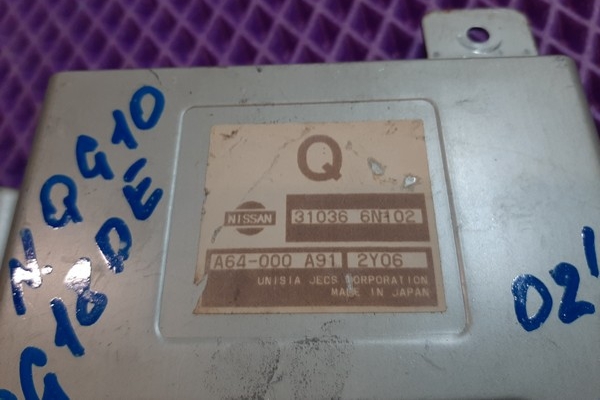 Q
NISSAN
31036 6N102
A64-000 A91 2Y06
UNISIA JECS CORPORATION
MADE IN JAPAN
N QG10
QG18DE
02'